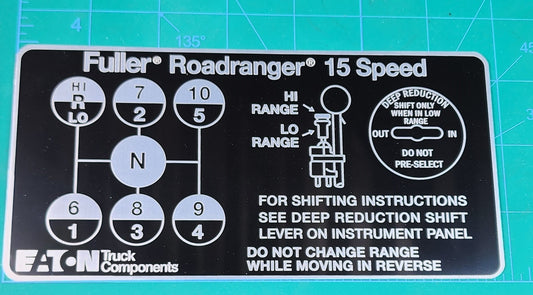 4
135°
45
Fuller® Roadranger® 15 Speed
HI
R
LO
7
2
10
5
N
6
1
8
3
9
4
HI
RANGE
LO
RANGE
DEEP REDUCTION
SHIFT ONLY
WHEN IN LOW
RANGE
OUT IN
DO NOT
PRE-SELECT
FOR SHIFTING INSTRUCTIONS
SEE DEEP REDUCTION SHIFT
LEVER ON INSTRUMENT PANEL
DO NOT CHANGE RANGE
WHILE MOVING IN REVERSE
EATON Truck
Components